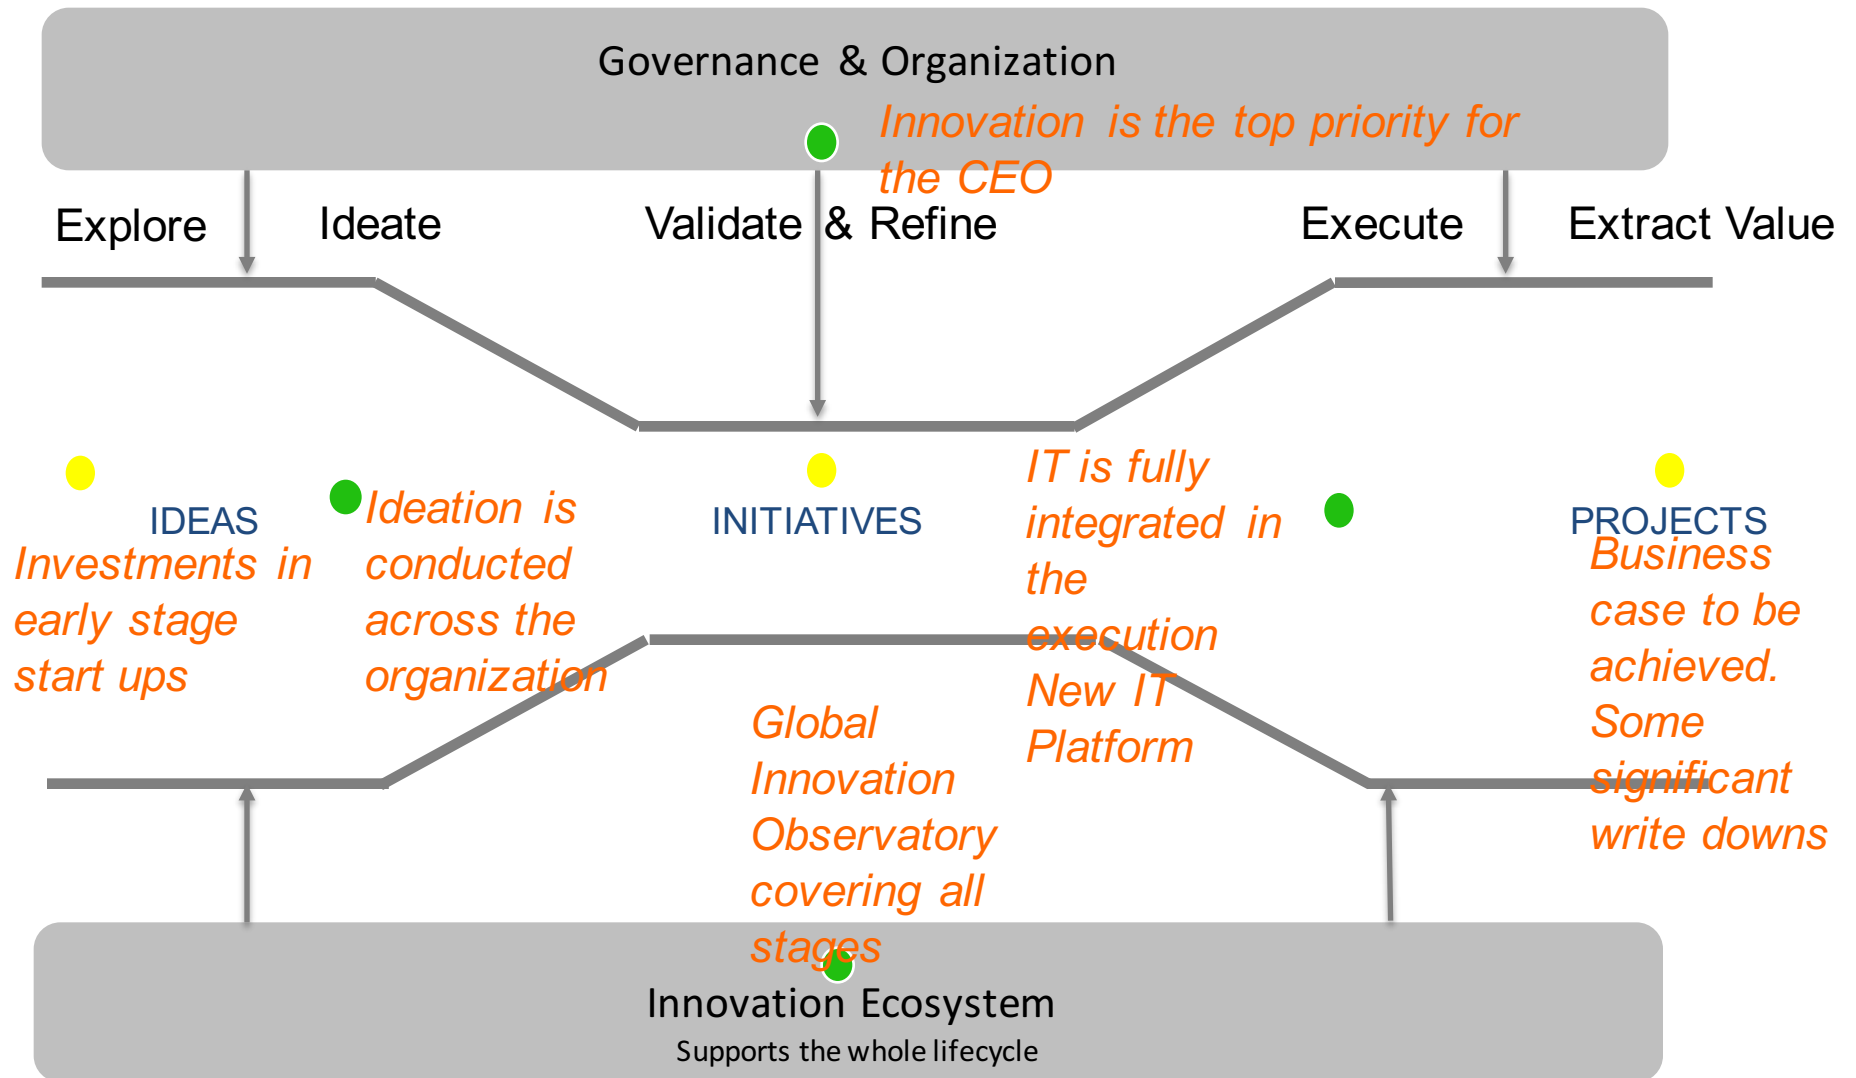 Governance & Organization
Innovation is the top priority for
the CEO
Explore
Ideate
Validate & Refine
Execute
Extract Value
IDEAS
Investments in
early stage
start ups
Ideation is
conducted
across the
organization
INITIATIVES
IT is fully
integrated in
the
execution
New IT
Platform
PROJECTS
Business
case to be
achieved.
Some
significant
write downs
Global
Innovation
Observatory
covering all
stages
Innovation Ecosystem
Supports the whole lifecycle